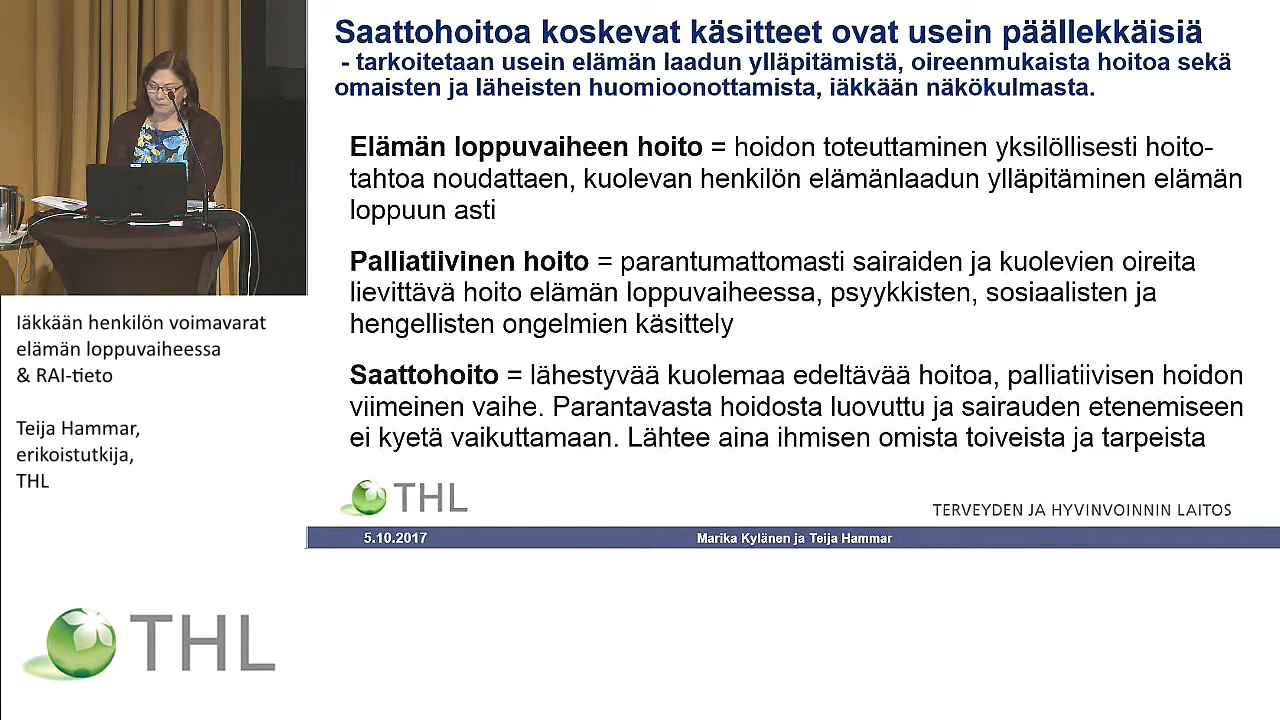 Saattohoitoa koskevat käsitteet ovat usein päällekkäisiä
- tarkoitetaan usein elämän laadun ylläpitämistä, oireenmukaista hoitoa sekä
omaisten ja läheisten huomioonottamista, iäkkään näkökulmasta.
Elämän loppuvaiheen hoito = hoidon toteuttaminen yksilöllisesti hoito-
tahtoa noudattaen, kuolevan henkilön elämänlaadun ylläpitäminen elämän
loppuun asti
Palliatiivinen hoito = parantumattomasti sairaiden ja kuolevien oireita
lievittävä hoito elämän loppuvaiheessa, psyykkisten, sosiaalisten ja
hengellisten ongelmien käsittely
Saattohoito = lähestyvää kuolemaa edeltävää hoitoa, palliatiivisen hoidon
viimeinen vaihe. Parantavasta hoidosta luovuttu ja sairauden etenemiseen
ei kyetä vaikuttamaan. Lähtee aina ihmisen omista toiveista ja tarpeista
THL
TERVEYDEN JA HYVINVOINNIN LAITOS
5.10.2017
Marika Kylänen ja Teija Hammar
Iäkkään henkilön voimavarat
elämän loppuvaiheessa
& RAI-tieto
Teija Hammar,
erikoistutkija,
THL
THL